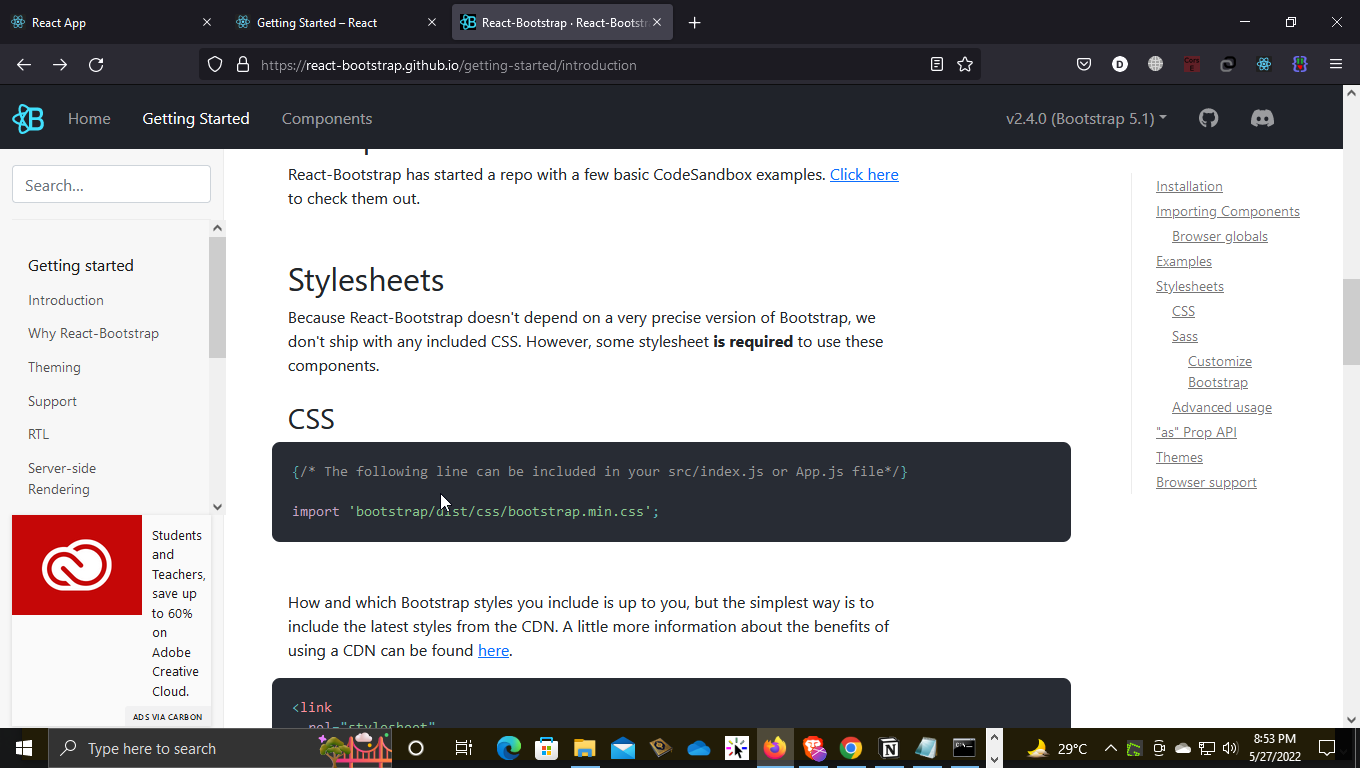 React App
Getting Started – React
React-Bootstrap · React-Bootstr
https://react-bootstrap.github.io/getting-started/introduction
Home
Getting Started
Components
v2.4.0 (Bootstrap 5.1)
Search...
Getting started
Introduction
Why React-Bootstrap
Theming
Support
RTL
Server-side
Rendering
Students
and
Teachers,
save up
to 60%
on
Adobe
Creative
Cloud.
ADS VIA CARBON
React-Bootstrap has started a repo with a few basic CodeSandbox examples. Click here
to check them out.
Stylesheets
Because React-Bootstrap doesn't depend on a very precise version of Bootstrap, we
don't ship with any included CSS. However, some stylesheet is required to use these
components.
CSS
{/* The following line can be included in your src/index.js or App.js file*/}
import 'bootstrap/dist/css/bootstrap.min.css';
How and which Bootstrap styles you include is up to you, but the simplest way is to
include the latest styles from the CDN. A little more information about the benefits of
using a CDN can be found here.
<link
rel="stylesheet"
Installation
Importing Components
Browser globals
Examples
Stylesheets
CSS
Sass
Customize
Bootstrap
Advanced usage
"as" Prop API
Themes
Browser support
Type here to search
29°C
8:53 PM
5/27/2022